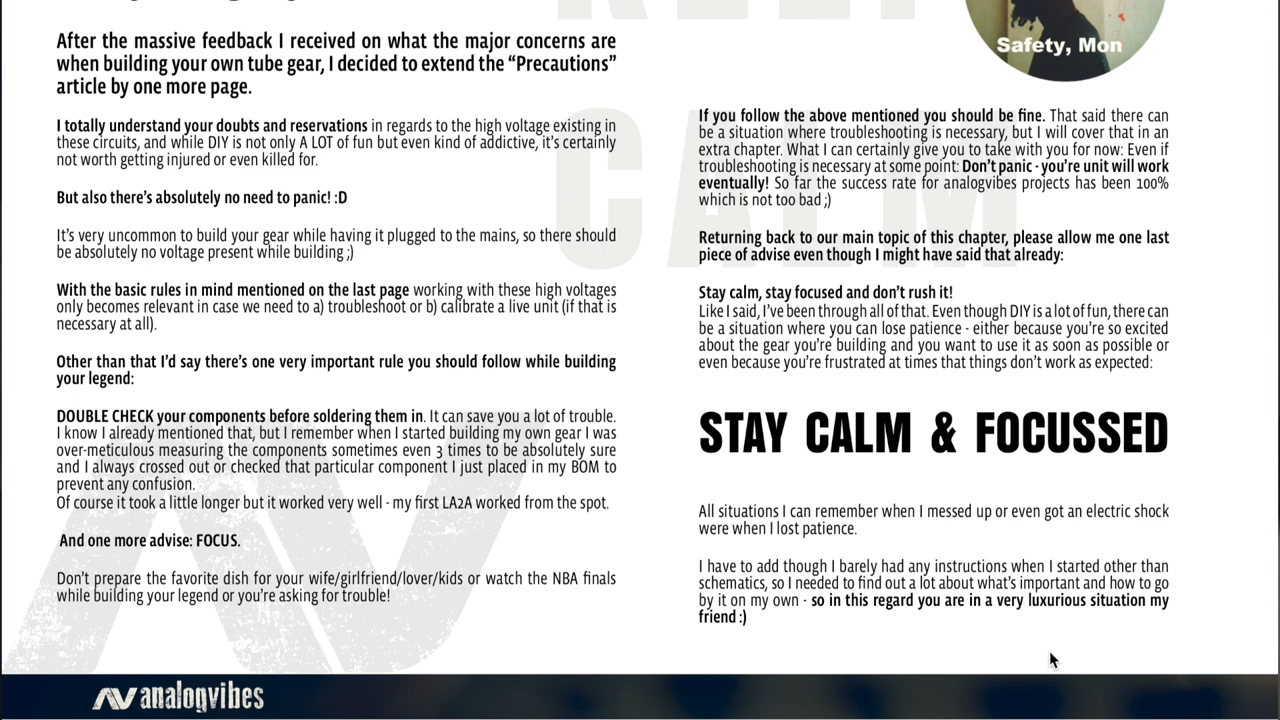 After the massive feedback I received on what the major concerns are
when building your own tube gear, I decided to extend the “Precautions”
article by one more page.
I totally understand your doubts and reservations in regards to the high voltage existing in
these circuits, and while DIY is not only A LOT of fun but even kind of addictive, it's certainly
not worth getting injured or even killed for.
But also there's absolutely no need to panic! :D
It's very uncommon to build your gear while having it plugged to the mains, so there should
be absolutely no voltage present while building ;)
With the basic rules in mind mentioned on the last page working with these high voltages
only becomes relevant in case we need to a) troubleshoot or b) calibrate a live unit (if that is
necessary at all).
Other than that I'd say there's one very important rule you should follow while building
your legend:
DOUBLE CHECK your components before soldering them in. It can save you a lot of trouble.
I know I already mentioned that, but I remember when I started building my own gear I was
over-meticulous measuring the components sometimes even 3 times to be absolutely sure
and I always crossed out or checked that particular component I just placed in my BOM to
prevent any confusion.
Of course it took a little longer but it worked very well - my first LA2A worked from the spot.
And one more advise: FOCUS.
Don't prepare the favorite dish for your wife/girlfriend/lover/kids or watch the NBA finals
while building your legend or you're asking for trouble!
Safety, Mon
If you follow the above mentioned you should be fine. That said there can
be a situation where troubleshooting is necessary, but I will cover that in an
extra chapter. What I can certainly give you to take with you for now: Even if
troubleshooting is necessary at some point: Don't panic - you're unit will work
eventually! So far the success rate for analogvibes projects has been 100%
which is not too bad ;)
Returning back to our main topic of this chapter, please allow me one last
piece of advise even though I might have said that already:
Stay calm, stay focused and don't rush it!
Like I said, I've been through all of that. Even though DIY is a lot of fun, there can
be a situation where you can lose patience - either because you're so excited
about the gear you're building and you want to use it as soon as possible or
even because you're frustrated at times that things don't work as expected:
STAY CALM & FOCUSSED
All situations I can remember when I messed up or even got an electric shock
were when I lost patience.
I have to add though I barely had any instructions when I started other than
schematics, so I needed to find out a lot about what's important and how to go
by it on my own - so in this regard you are in a very luxurious situation my
friend :)
CALM
AV analogvibes